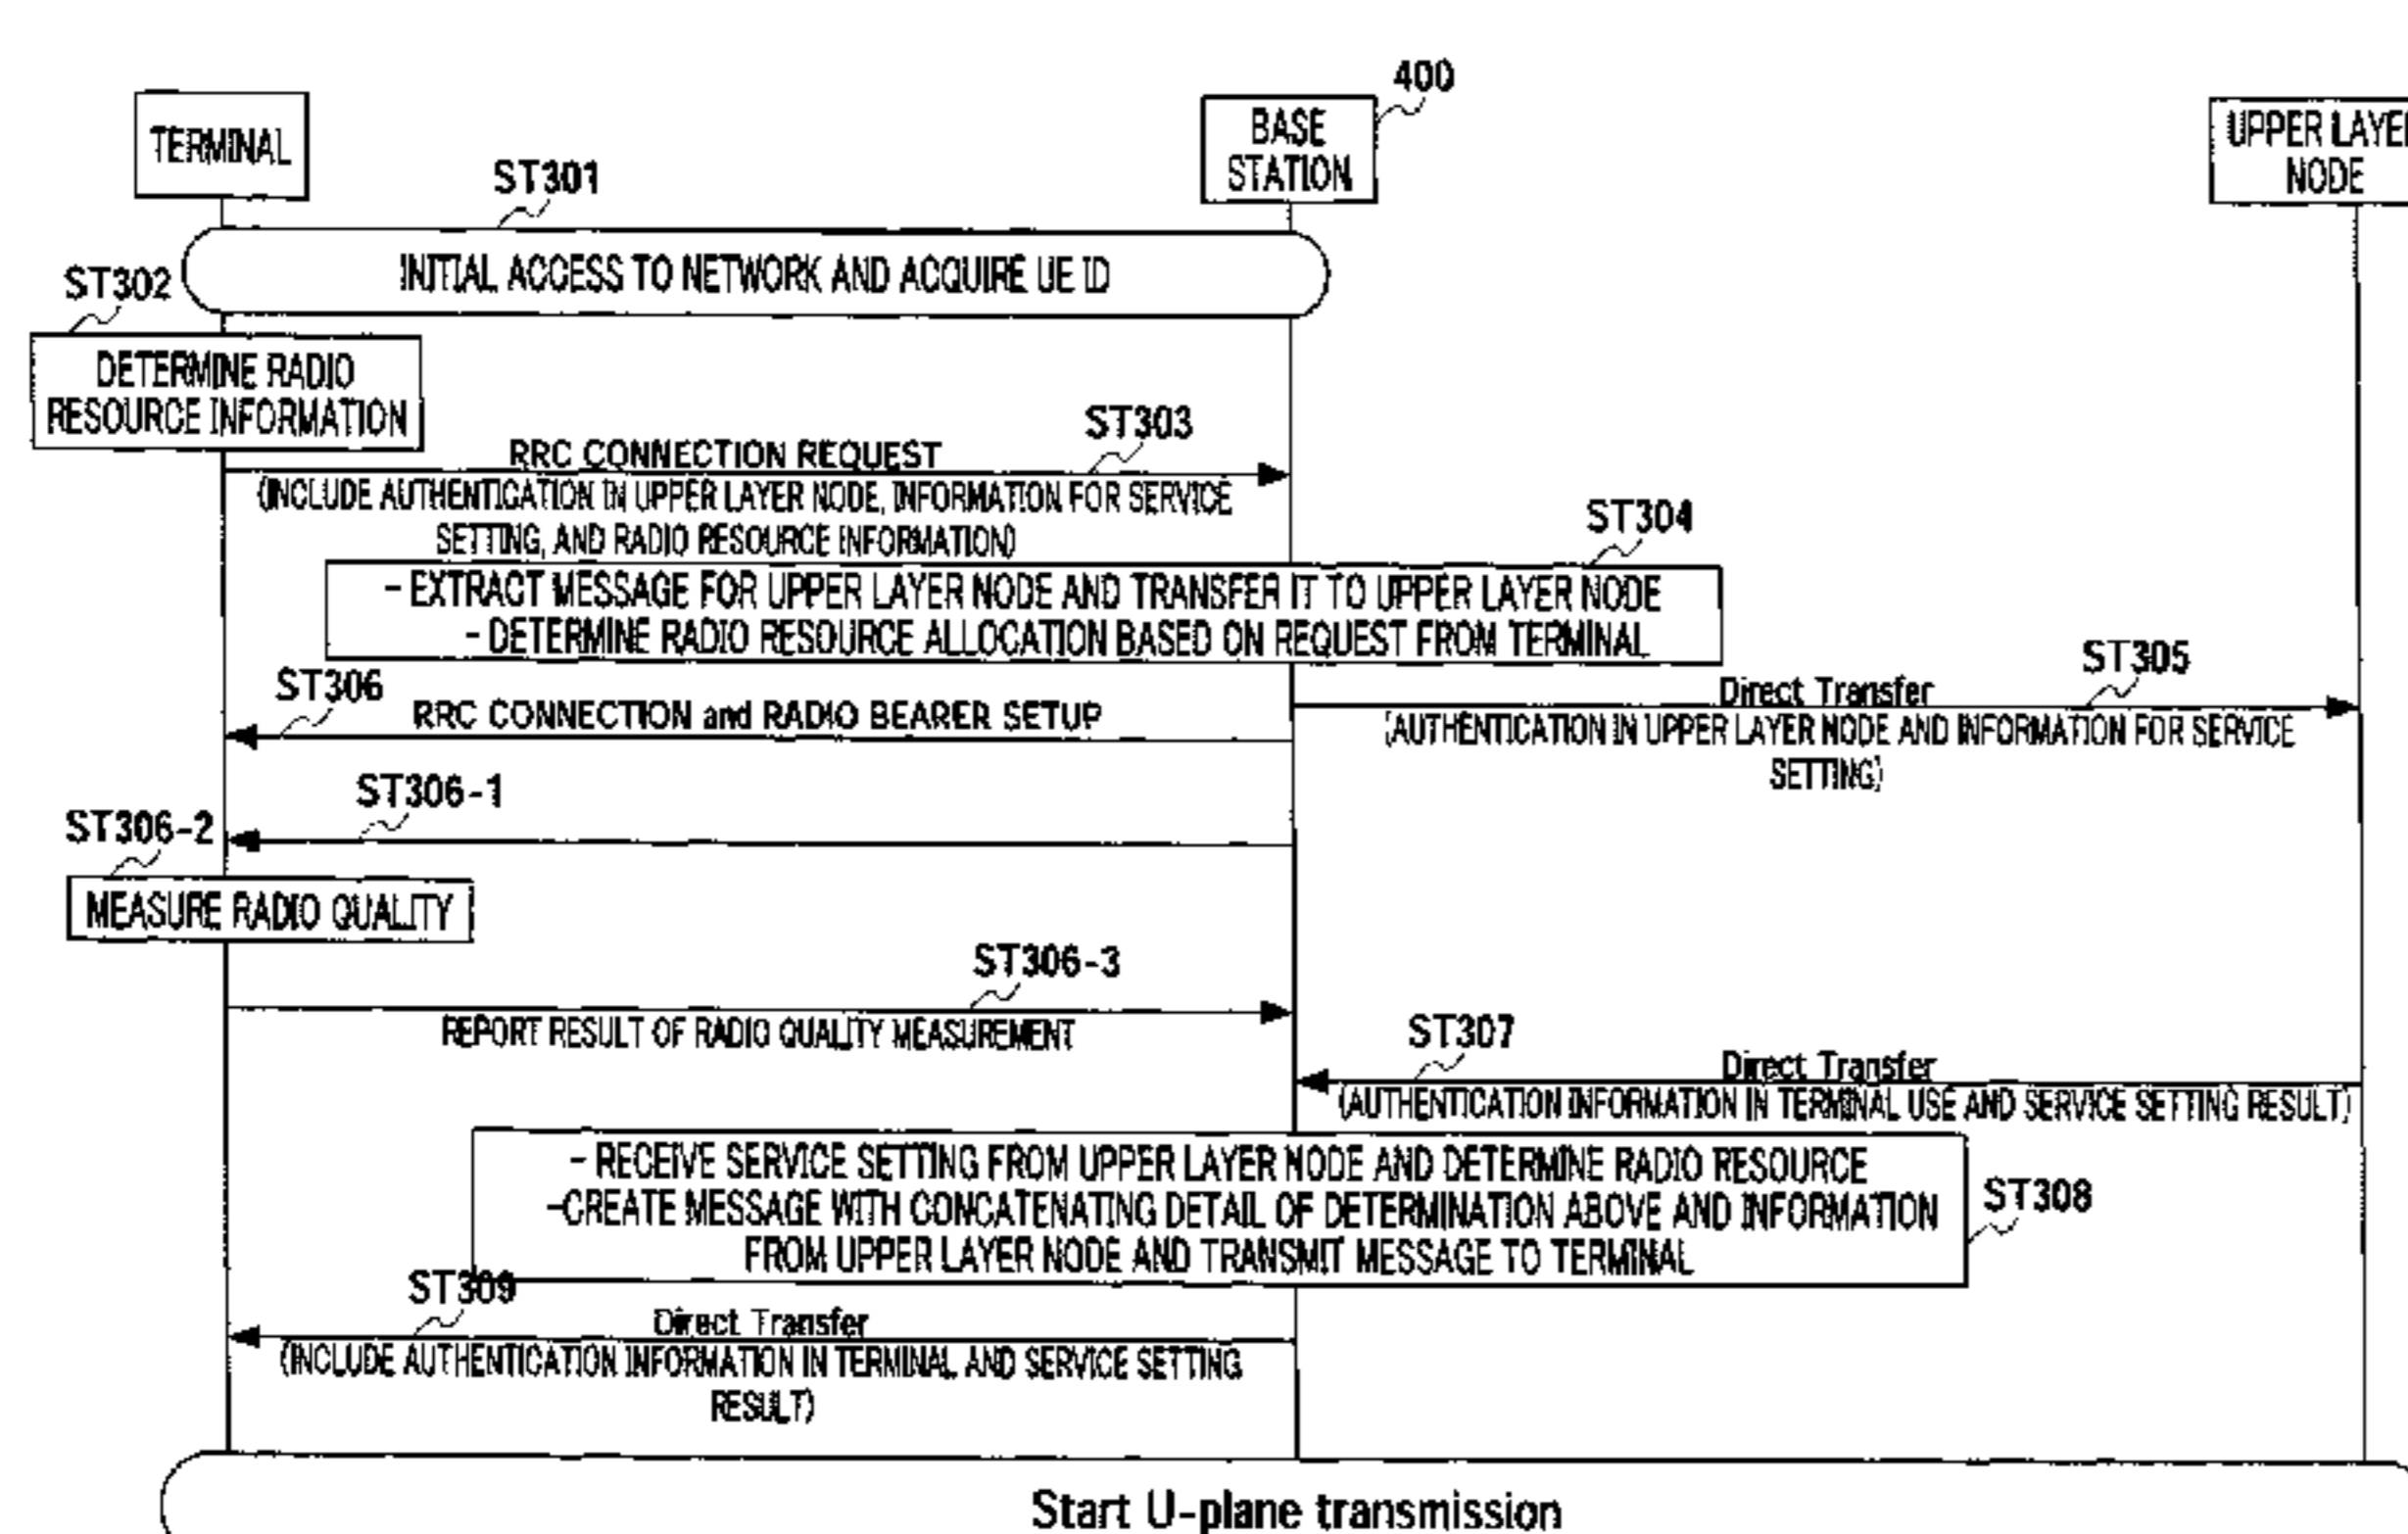 400
TERMINAL
BASE
STATION
UPPER LAYER
NODE
ST301
INITIAL ACCESS TO NETWORK AND ACQUIRE UE ID
ST302
DETERMINE RADIO
RESOURCE INFORMATION
ST303
RRC CONNECTION REQUEST
(INCLUDE AUTHENTICATION IN UPPER LAYER NODE, INFORMATION FOR SERVICE
SETTING, AND RADIO RESOURCE INFORMATION)
ST304
- EXTRACT MESSAGE FOR UPPER LAYER NODE AND TRANSFER IT TO UPPER LAYER NODE
- DETERMINE RADIO RESOURCE ALLOCATION BASED ON REQUEST FROM TERMINAL
ST305
Direct Transfer
(AUTHENTICATION IN UPPER LAYER NODE AND INFORMATION FOR SERVICE
SETTING)
ST306
RRC CONNECTION and RADIO BEARER SETUP
ST306-1
ST306-2
MEASURE RADIO QUALITY
ST306-3
REPORT RESULT OF RADIO QUALITY MEASUREMENT
ST307
Direct Transfer
(AUTHENTICATION INFORMATION IN TERMINAL USE AND SERVICE SETTING RESULT)
- RECEIVE SERVICE SETTING FROM UPPER LAYER NODE AND DETERMINE RADIO RESOURCE
-CREATE MESSAGE WITH CONCATENATING DETAIL OF DETERMINATION ABOVE AND INFORMATION
FROM UPPER LAYER NODE AND TRANSMIT MESSAGE TO TERMINAL
ST308
ST309
Direct Transfer
(INCLUDE AUTHENTICATION INFORMATION IN TERMINAL AND SERVICE SETTING
RESULT)
Start U-plane transmission